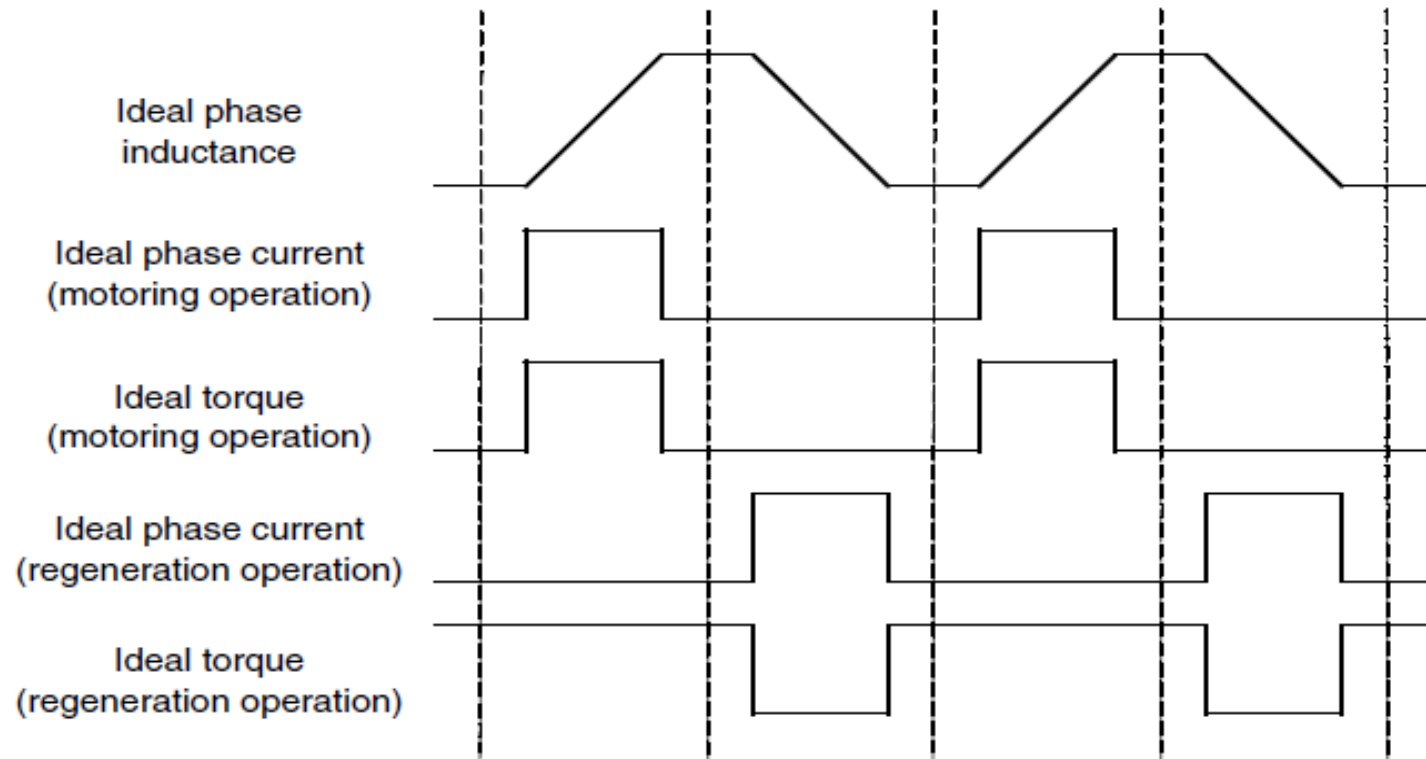 Ideal phase
inductance
Ideal phase current
(motoring operation)
Ideal torque
(motoring operation)
Ideal phase current
(regeneration operation)
Ideal torque
(regeneration operation)